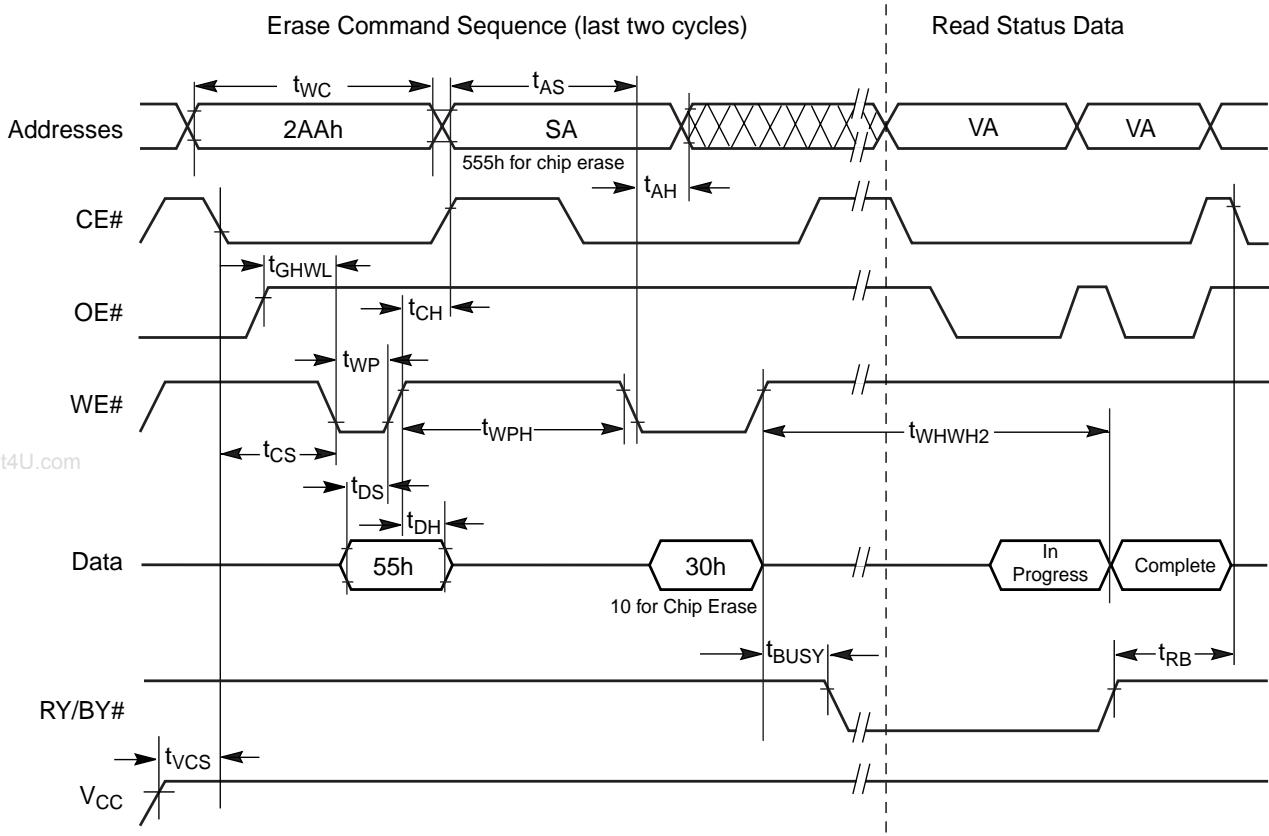 Erase Command Sequence (last two cycles)
Read Status Data
tWC
tAS
Addresses
2AAh
SA
VA
VA
555h for chip erase
tAH
CE#
tGHWL
OE#
tCH
tWP
WE#
tWPH
tWHWH2
tCS
t4U.com
tDS
tDH
Data
55h
30h
In
Progress
Complete
10 for Chip Erase
tBUSY
tRB
RY/BY#
tVCS
VCC